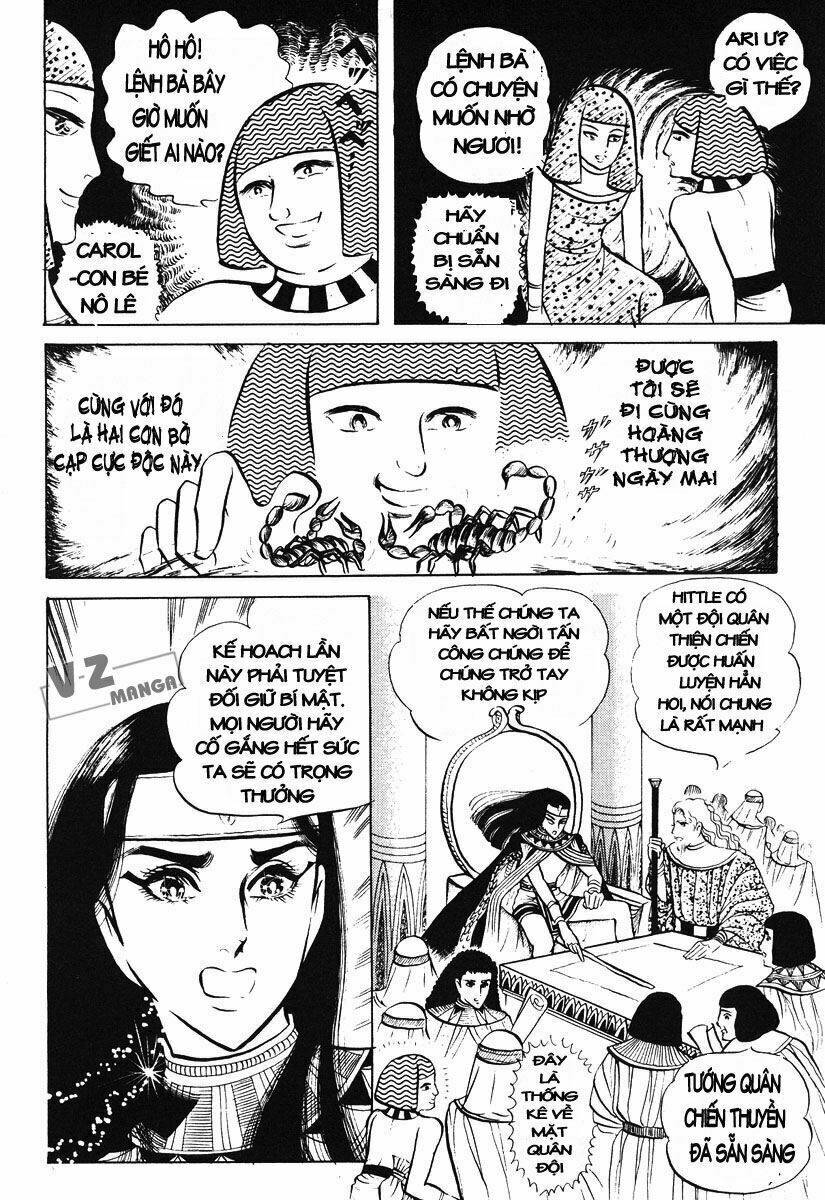 ARI Ư?
CÓ VIỆC
GÌ THẾ?
LỆNH BÀ
CÓ CHUYỆN
MUỐN NHỜ
NGƯƠI!
HÃY
CHUẨN
BỊ SẴN
SÀNG ĐI
HÔ HÔ!
LỆNH BÀ BÂY
GIỜ MUỐN
GIẾT AI NÀO?
CAROL
-CON BÉ
NÔ LÊ
ĐƯỢC
TÔI SẼ
ĐI CÙNG
HOÀNG
THƯỢNG
NGÀY MAI
CÙNG VỚI ĐÓ
LÀ HAI CON BỜ
CẠP CỰC ĐỘC NÀY
HITTLE CÓ
MỘT ĐỘI QUÂN
THIỆN CHIẾN
ĐƯỢC HUẤN
LUYỆN HẲN
HOI, NÓI CHUNG
LÀ RẤT MẠNH
NẾU THẾ CHÚNG TA
HÃY BẤT NGỜI TẤN
CÔNG CHÚNG ĐỂ
CHÚNG TRỞ TAY
KHÔNG KỊP
TƯỚNG QUÂN
CHIẾN THUYỀN
ĐÃ SẴN SÀNG
ĐÂY
LÀ
THỐNG
KÊ VỀ
MẶT
QUÂN
ĐỘI
KẾ HOACH LẦN
NÀY PHẢI TUYỆT
ĐỐI GIỮ BÍ MẬT.
MỌI NGƯỜI HÃY
CỐ GẮNG HẾT SỨC
TA SẼ CÓ TRỌNG
THƯỞNG
V-Z
MANGA